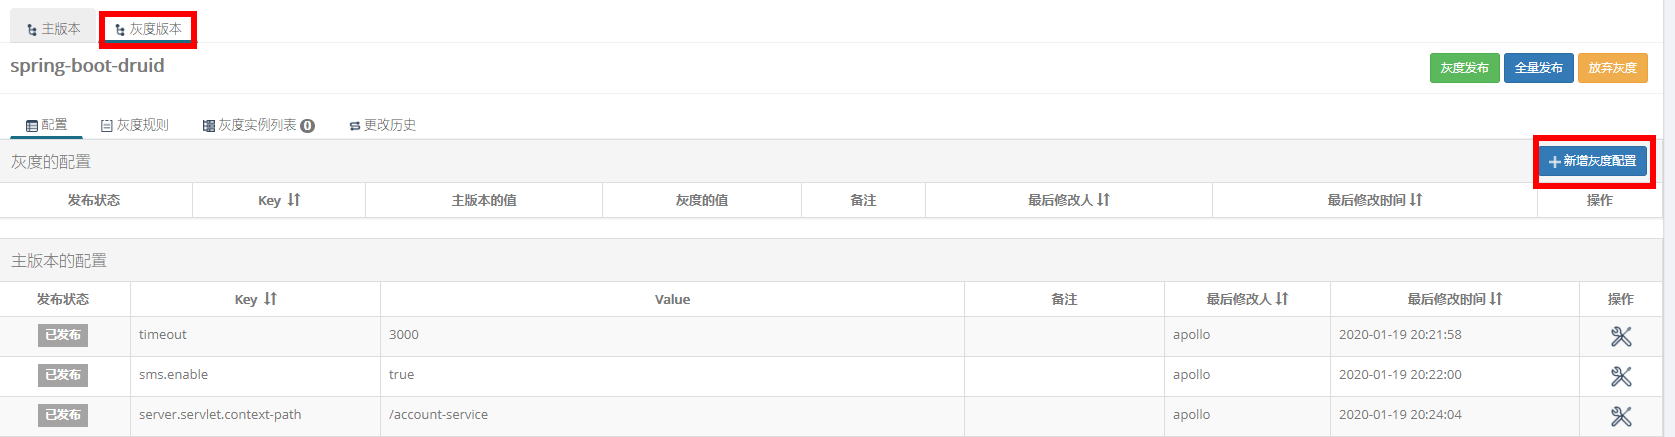 主版本 灰度版本
spring-boot-druid 灰度发布 全量发布 放弃灰度
配置 灰度规则 灰度实例列表 0 更改历史
灰度的配置 新增灰度配置
发布状态 Key 主版本的值 灰度的值 备注 最后修改人 最后修改时间 操作
主版本的配置
发布状态 Key Value 备注 最后修改人 最后修改时间 操作
已发布 timeout 3000 apollo 2020-01-19 20:21:58
已发布 sms.enable true apollo 2020-01-19 20:22:00
已发布 server.servlet.context-path /account-service apollo 2020-01-19 20:24:04